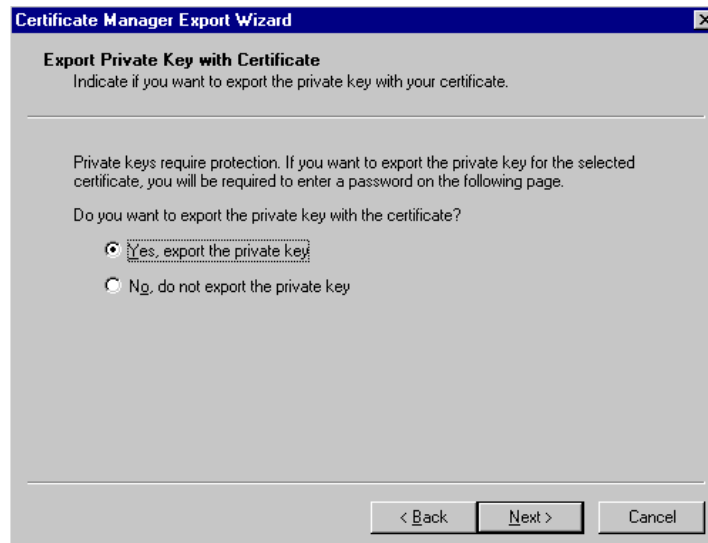 Certificate Manager Export Wizard
Export Private Key with Certificate
Indicate if you want to export the private key with your certificate.
Private keys require protection. If you want to export the private key for the selected
certificate, you will be required to enter a password on the following page.
Do you want to export the private key with the certificate?
Yes, export the private key
No, do not export the private key
< Back
Next >
Cancel